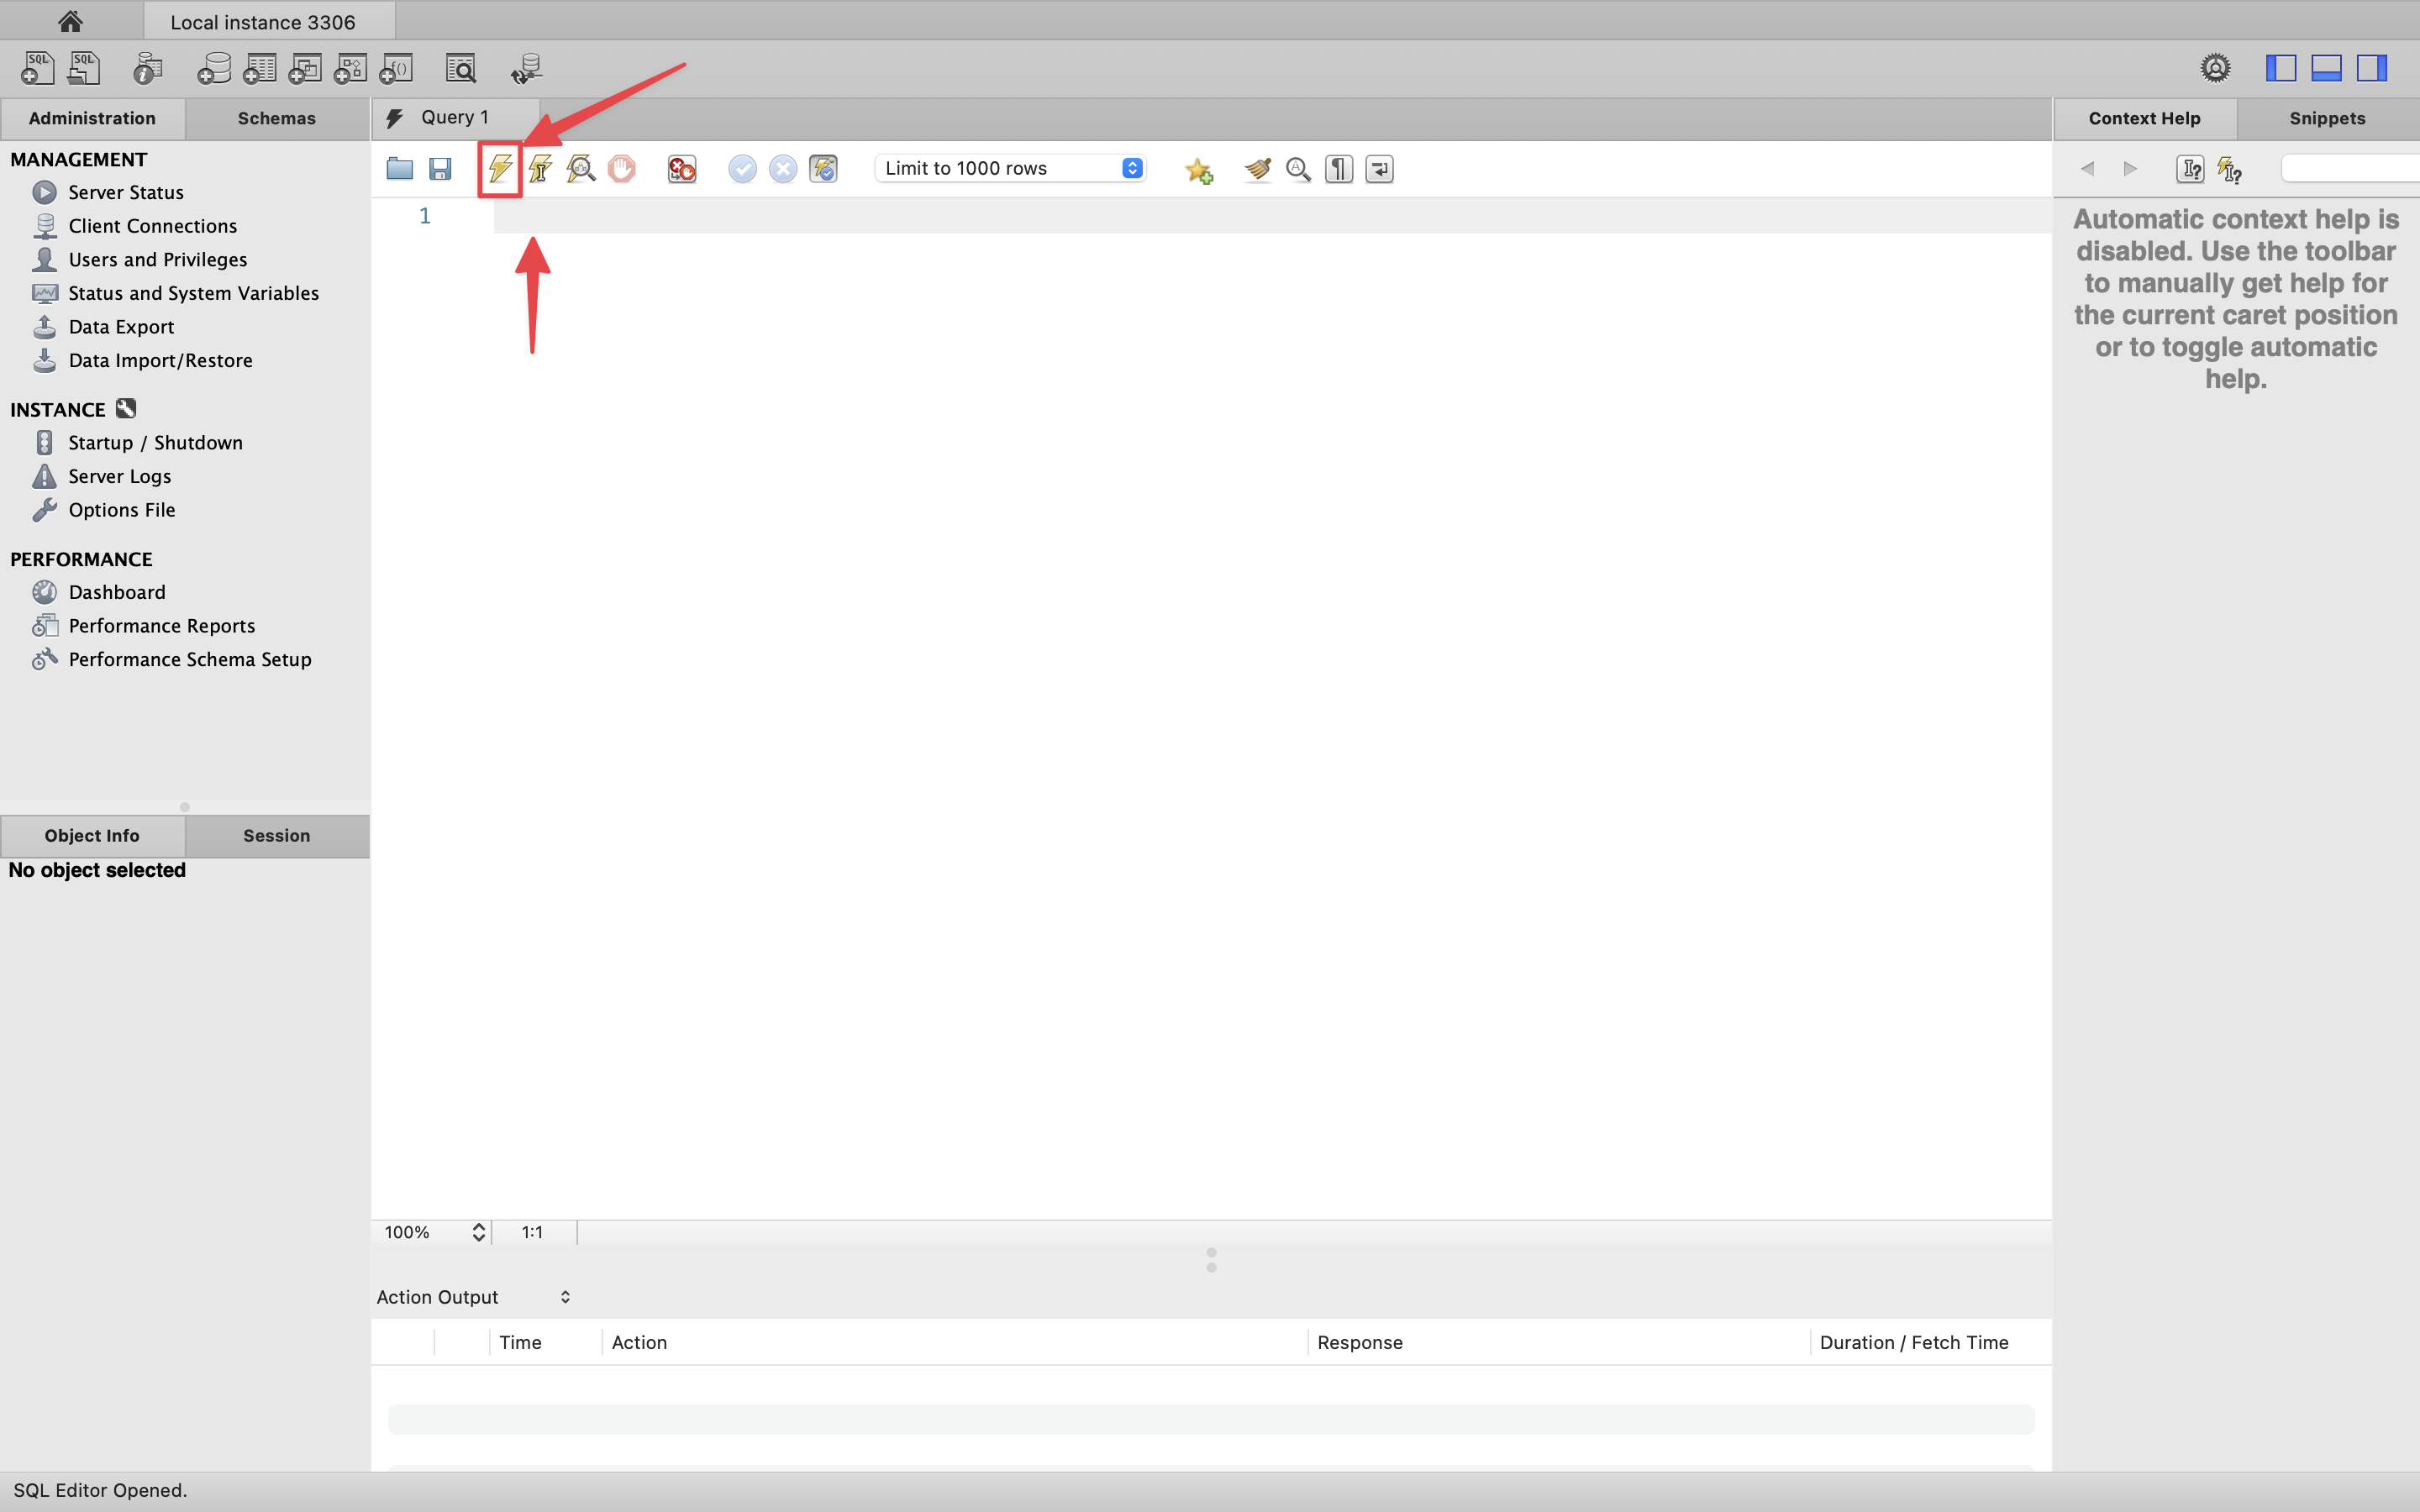 Local instance 3306
SQL
SQL
f()
Administration
Schemas
Query 1
Context Help
Snippets
Limit to 1000 rows
MANAGEMENT
Server Status
Client Connections
Users and Privileges
Status and System Variables
Data Export
Data Import/Restore
INSTANCE
Startup / Shutdown
Server Logs
Options File
PERFORMANCE
Dashboard
Performance Reports
Performance Schema Setup
1
Automatic context help is
disabled. Use the toolbar
to manually get help for
the current caret position
or to toggle automatic
help.
Object Info
Session
No object selected
100%
1:1
Action Output
Time
Action
Response
Duration / Fetch Time
SQL Editor Opened.